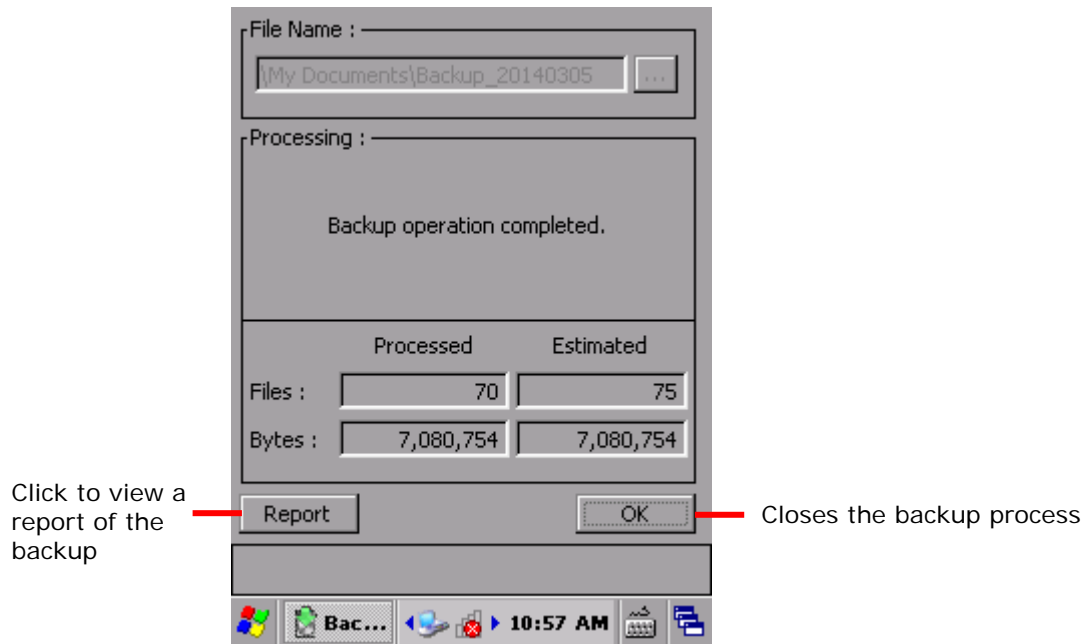 File Name :
\My Documents\Backup_20140305
...
Processing :
Backup operation completed.
Processed Estimated
Files : 70 75
Bytes : 7,080,754 7,080,754
Click to view a
report of the
backup
Report
OK
Closes the backup process
Bac...
10:57 AM